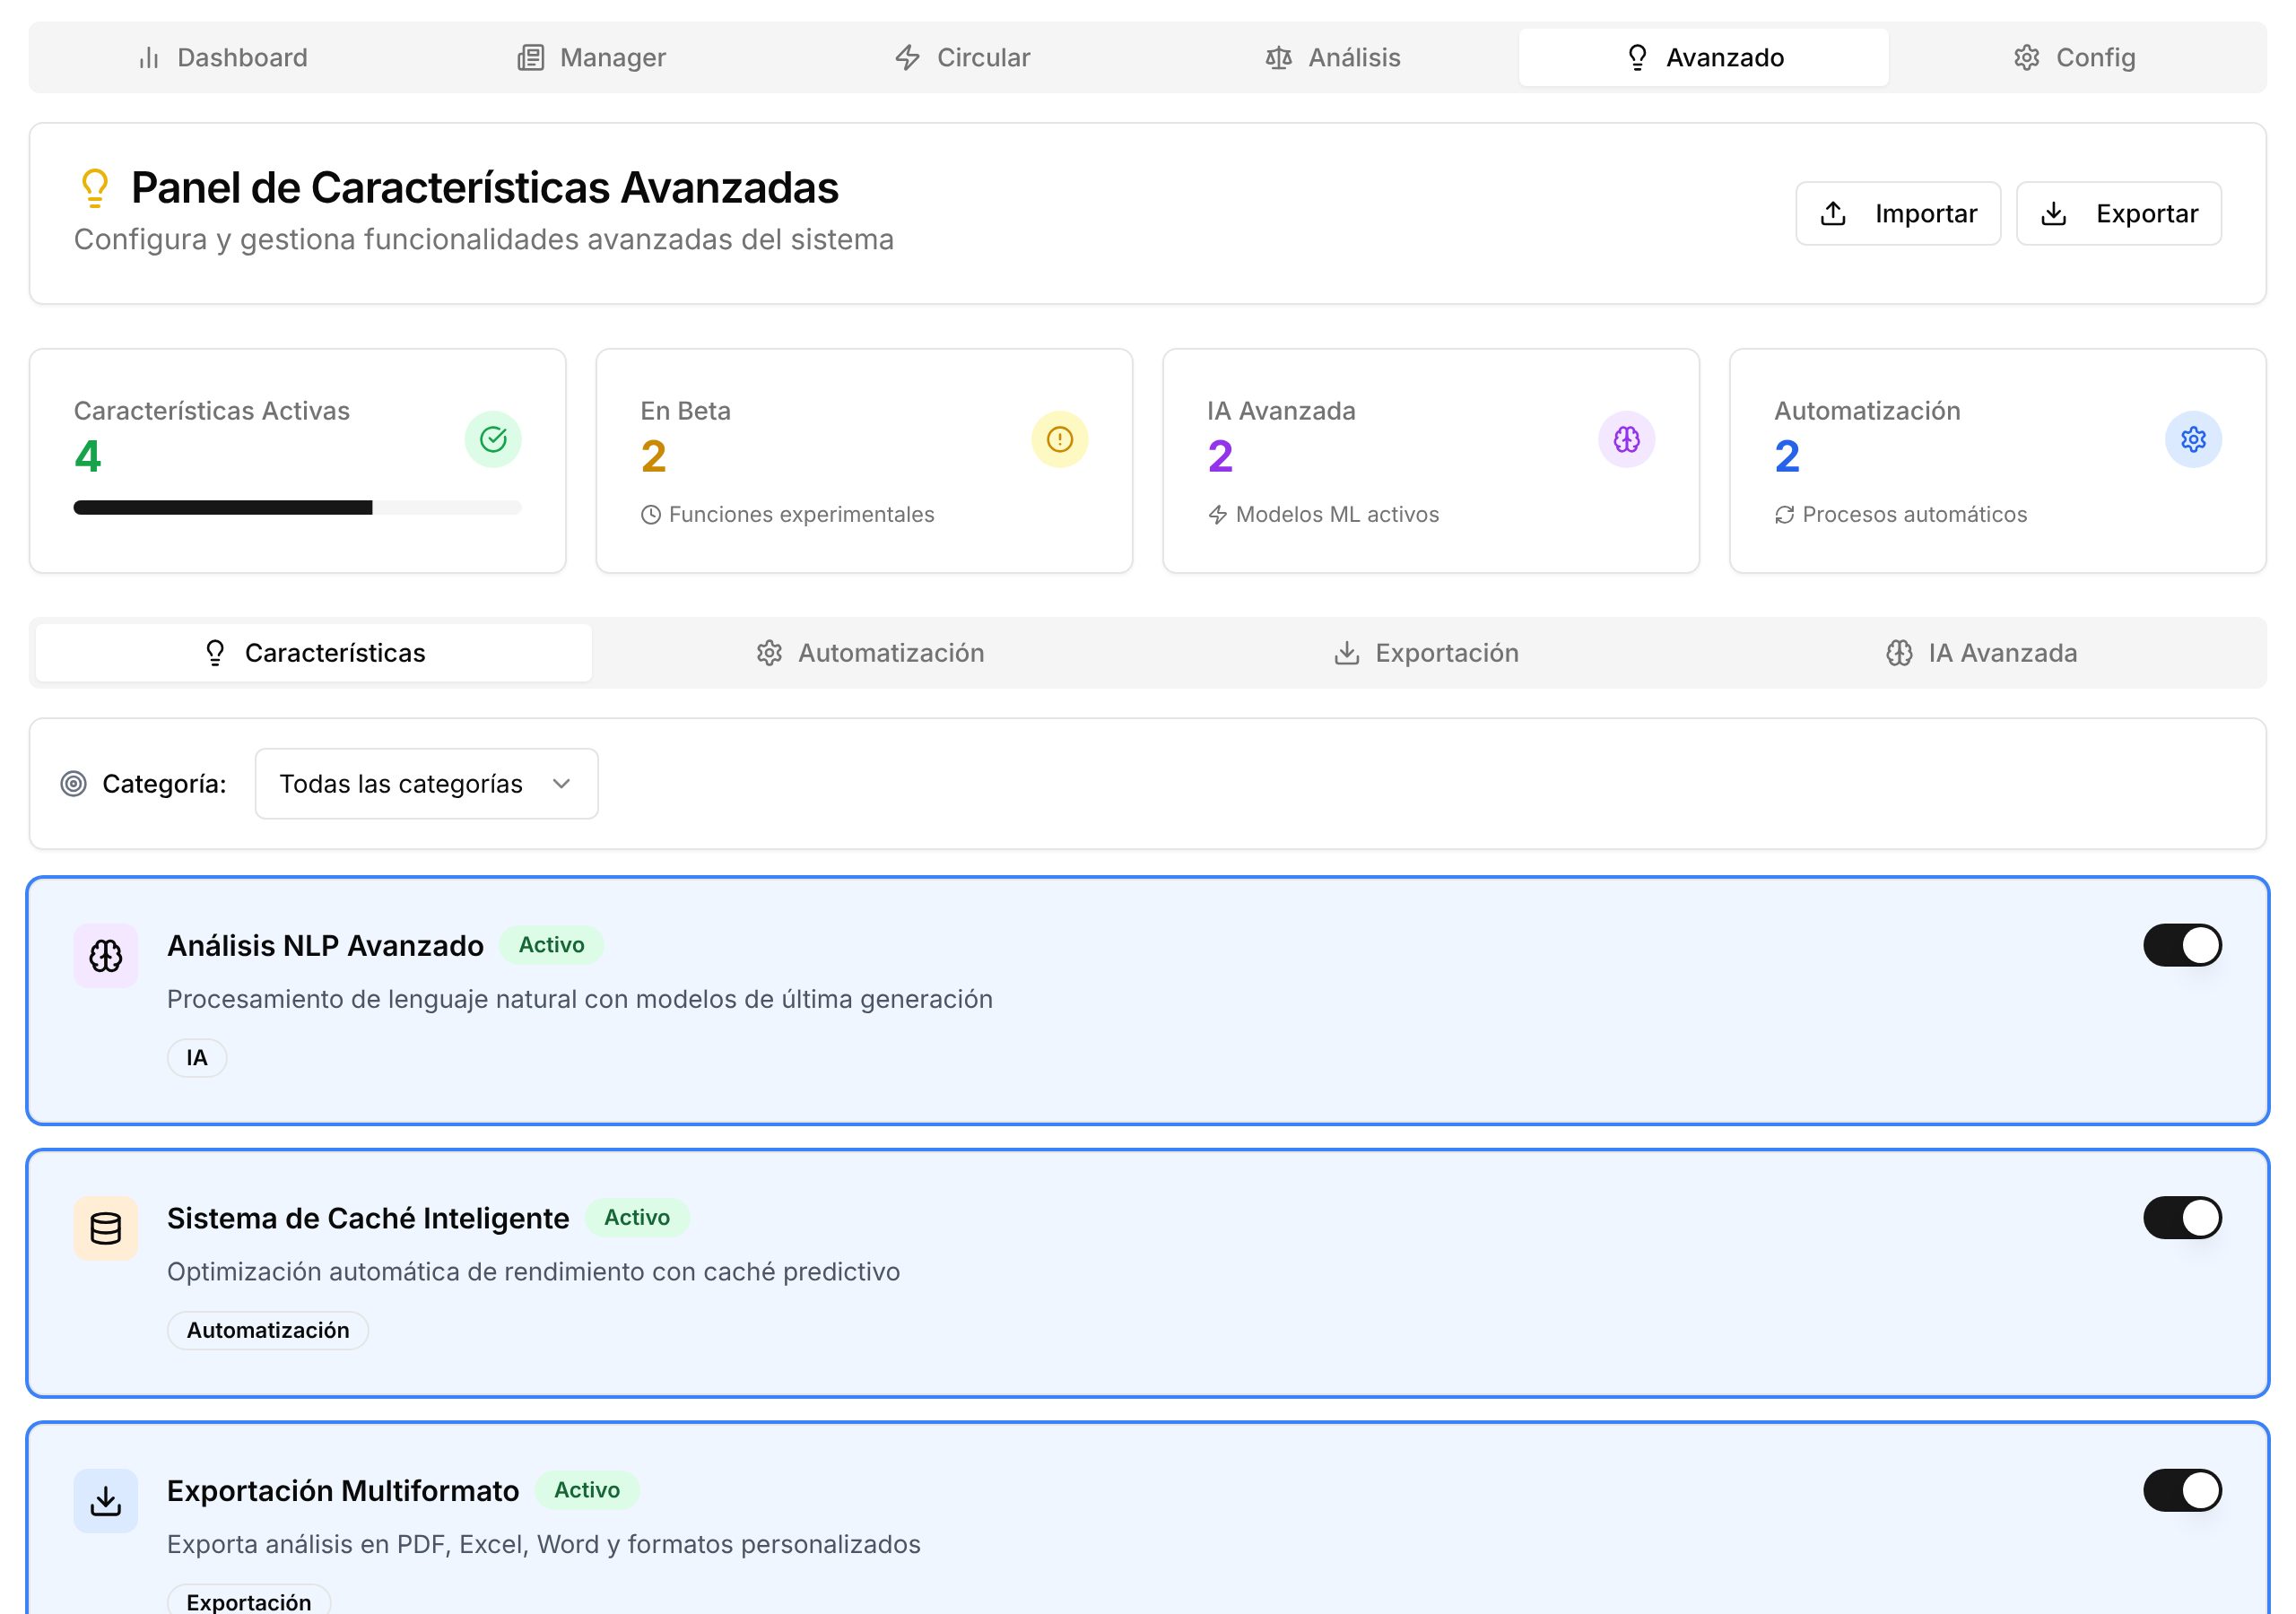 Dashboard
Manager
Circular
Análisis
Avanzado
Config
Panel de Características Avanzadas
Configura y gestiona funcionalidades avanzadas del sistema
Importar
Exportar
Características Activas
4
En Beta
2
Funciones experimentales
IA Avanzada
2
Modelos ML activos
Automatización
2
Procesos automáticos
Características
Automatización
Exportación
IA Avanzada
Categoría:
Todas las categorías
Análisis NLP Avanzado
Activo
Procesamiento de lenguaje natural con modelos de última generación
IA
Sistema de Caché Inteligente
Activo
Optimización automática de rendimiento con caché predictivo
Automatización
Exportación Multiformato
Activo
Exporta análisis en PDF, Excel, Word y formatos personalizados
Exportación